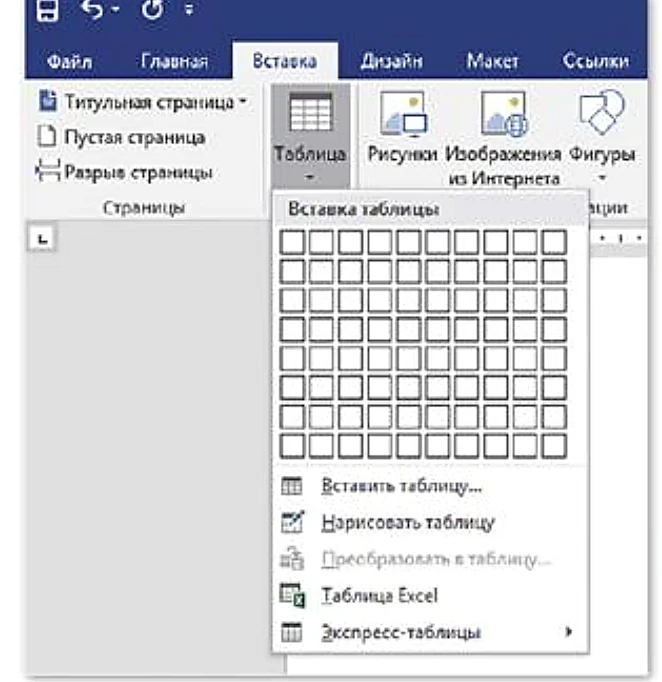 Файл Главная Вставка Дизайн Макет Ссылки
Титульная страница
Пустая страница
Разрыв страницы
Страницы
Таблица
Рисунки
Изображения
из Интернета
Фигуры
ции
Вставка таблицы
Вставить таблицу...
Нарисовать таблицу
Преобразовать в таблицу...
Таблица Excel
Экспресс-таблицы